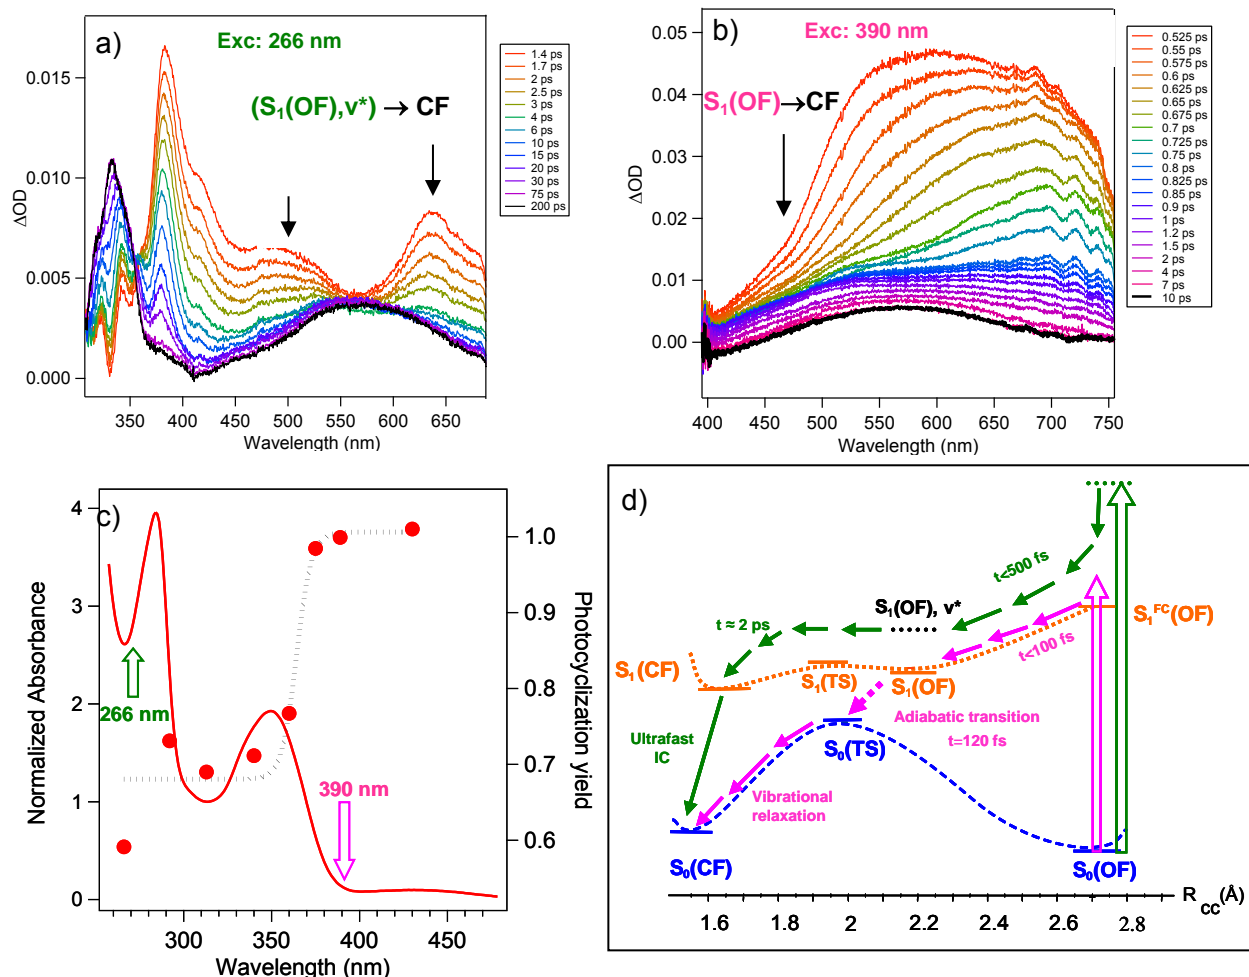 a)
Exc: 266 nm
(S₁(OF),v*) → CF
ΔOD
0.015
0.010
0.005
0.000
350 400 450 500 550 600 650
Wavelength (nm)
1.4 ps
1.7 ps
2 ps
2.5 ps
3 ps
4 ps
6 ps
10 ps
15 ps
20 ps
30 ps
75 ps
200 ps
b)
Exc: 390 nm
S₁(OF)→CF
ΔOD
0.05
0.04
0.03
0.02
0.01
0.00
400 450 500 550 600 650 700 750
Wavelength (nm)
0.525 ps
0.55 ps
0.575 ps
0.6 ps
0.625 ps
0.65 ps
0.675 ps
0.7 ps
0.725 ps
0.75 ps
0.8 ps
0.825 ps
0.85 ps
0.9 ps
1 ps
1.2 ps
1.5 ps
2 ps
4 ps
7 ps
10 ps
c)
Normalized Absorbance
4
3
2
1
0
266 nm
390 nm
1.0
0.9
0.8
0.7
0.6
Photocyclization yield
300 350 400 450
Wavelength (nm)
d)
t<500 fs
S₁(OF), v*
t ≈ 2 ps
t<100 fs
S₁ᶠᶜ(OF)
S₁(CF)
S₁(TS)
S₁(OF)
Adiabatic transition
t=120 fs
Ultrafast
IC
S₀(TS)
Vibrational
relaxation
S₀(CF)
S₀(OF)
1.6 1.8 2 2.2 2.4 2.6 2.8
R_CC(Å)